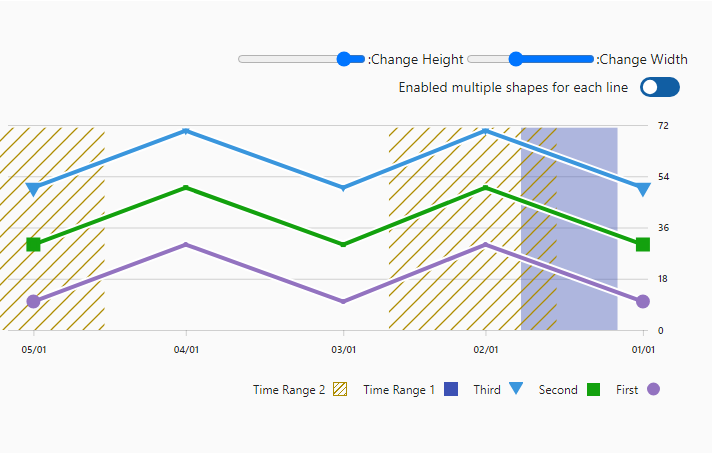 :Change Height :Change Width
Enabled multiple shapes for each line
72
54
36
18
0
05/01 04/01 03/01 02/01 01/01
Time Range 2 Time Range 1 Third Second First